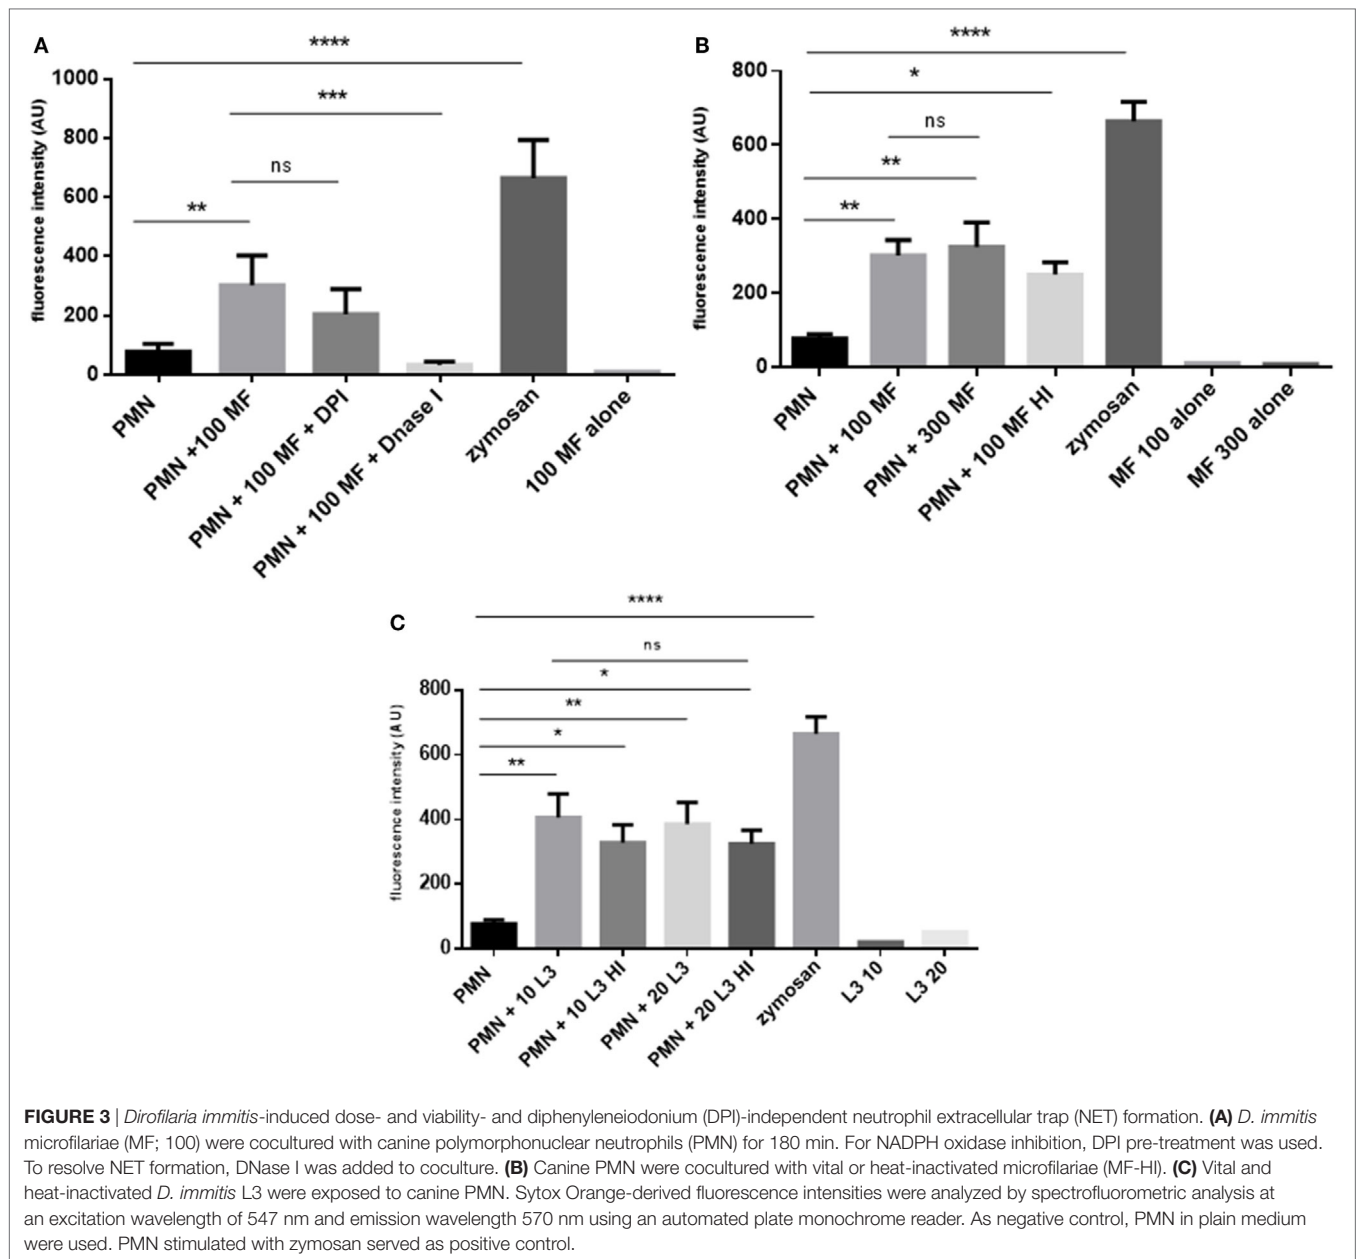 A
****
***
ns
**
fluorescence intensity (AU)
1000
800
600
400
200
0
PMN
PMN +100 MF
PMN + 100 MF + DPI
PMN + 100 MF + Dnase I
zymosan
100 MF alone
B
****
*
ns
**
**
fluorescence intensity (AU)
800
600
400
200
0
PMN
PMN + 100 MF
PMN + 300 MF
PMN + 100 MF HI
zymosan
MF 100 alone
MF 300 alone
C
****
ns
*
**
*
**
fluorescence intensity (AU)
800
600
400
200
0
PMN
PMN + 10 L3
PMN + 10 L3 HI
PMN + 20 L3
PMN + 20 L3 HI
zymosan
L3 10
L3 20
FIGURE 3 | Dirofilaria immitis-induced dose- and viability- and diphenyleneiodonium (DPI)-independent neutrophil extracellular trap (NET) formation. (A) D. immitis
microfilariae (MF; 100) were cocultured with canine polymorphonuclear neutrophils (PMN) for 180 min. For NADPH oxidase inhibition, DPI pre-treatment was used.
To resolve NET formation, DNase I was added to coculture. (B) Canine PMN were cocultured with vital or heat-inactivated microfilariae (MF-HI). (C) Vital and
heat-inactivated D. immitis L3 were exposed to canine PMN. Sytox Orange-derived fluorescence intensities were analyzed by spectrofluorometric analysis at
an excitation wavelength of 547 nm and emission wavelength 570 nm using an automated plate monochrome reader. As negative control, PMN in plain medium
were used. PMN stimulated with zymosan served as positive control.